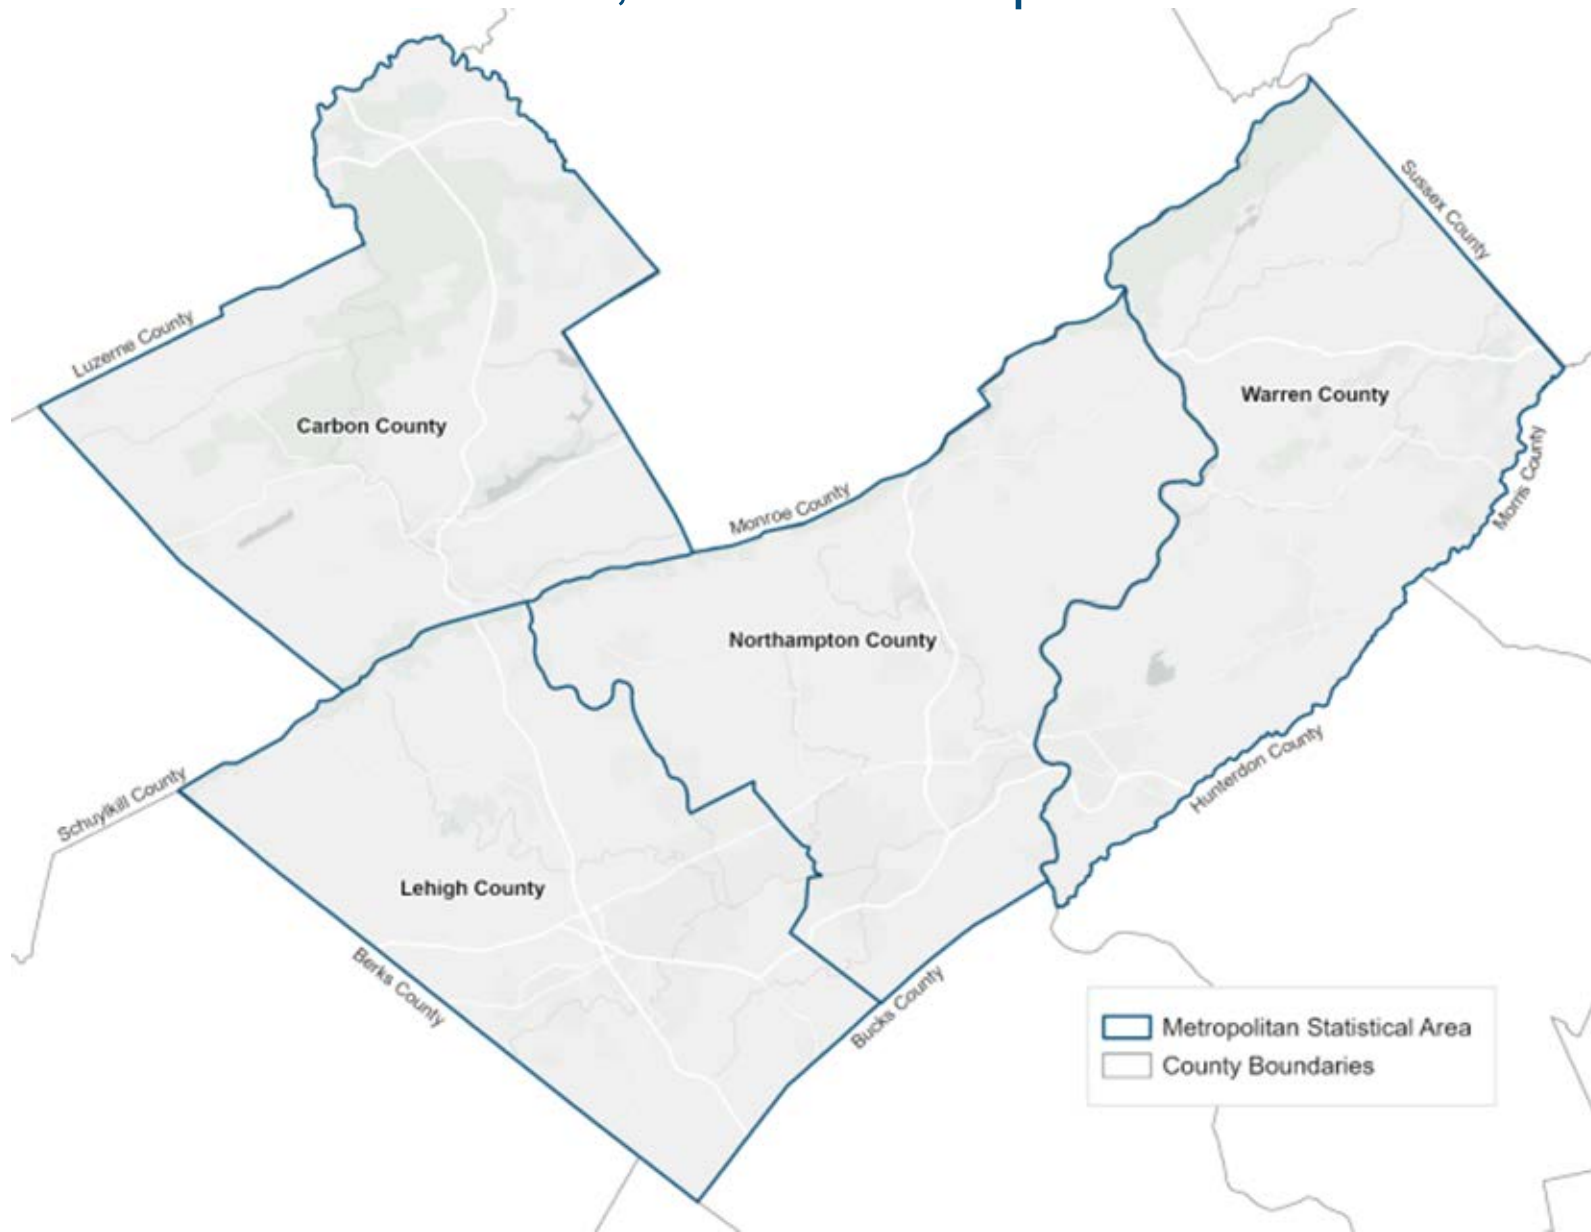 Sussex County
Luzerne County
Warren County
Carbon County
Morris County
Monroe County
Northampton County
Hunterdon County
Schuylkill County
Lehigh County
Berks County
Bucks County
Metropolitan Statistical Area
County Boundaries